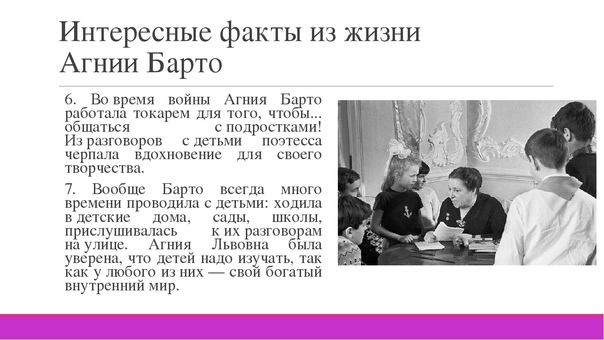 Интересные факты из жизни
Агнии Барто
6. Во время войны Агния Барто
работала токарем для того, чтобы...
общаться с подростками!
Из разговоров с детьми поэтесса
черпала вдохновение для своего
творчества.
7. Вообще Барто всегда много
времени проводила с детьми: ходила
в детские дома, сады, школы,
прислушивалась к их разговорам
на улице. Агния Львовна была
уверена, что детей надо изучать, так
как у любого из них — свой богатый
внутренний мир.